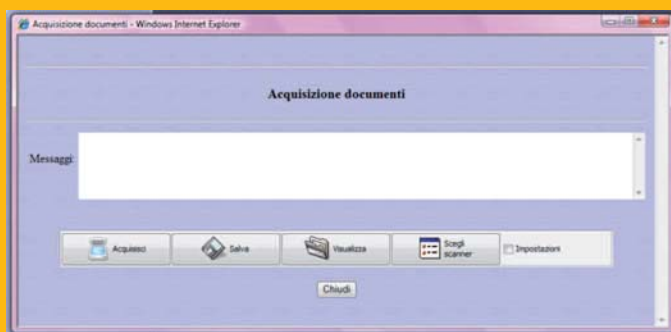 Acquisizione documenti - Windows Internet Explorer
Acquisizione documenti
Messaggi:
Acquisisci Salva Visualizza Scegli scanner Impostazioni
Chiudi